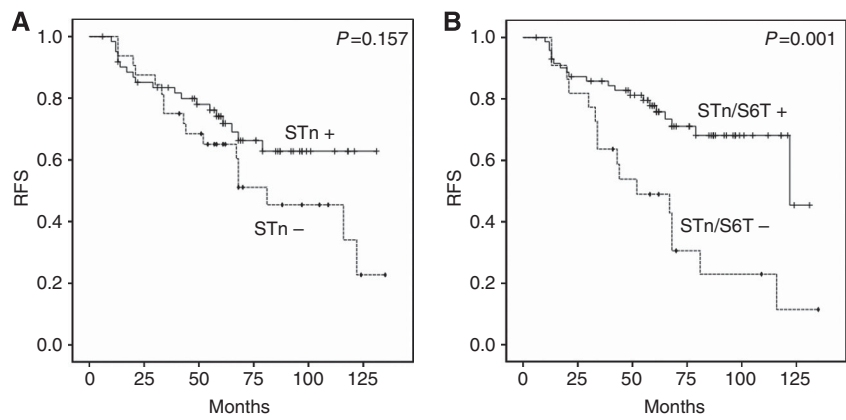 A
P=0.157
1.0
0.8
0.6
0.4
0.2
0.0
RFS
STn +
STn –
0 25 50 75 100 125
Months
B
P=0.001
1.0
0.8
0.6
0.4
0.2
0.0
RFS
STn/S6T +
STn/S6T –
0 25 50 75 100 125
Months